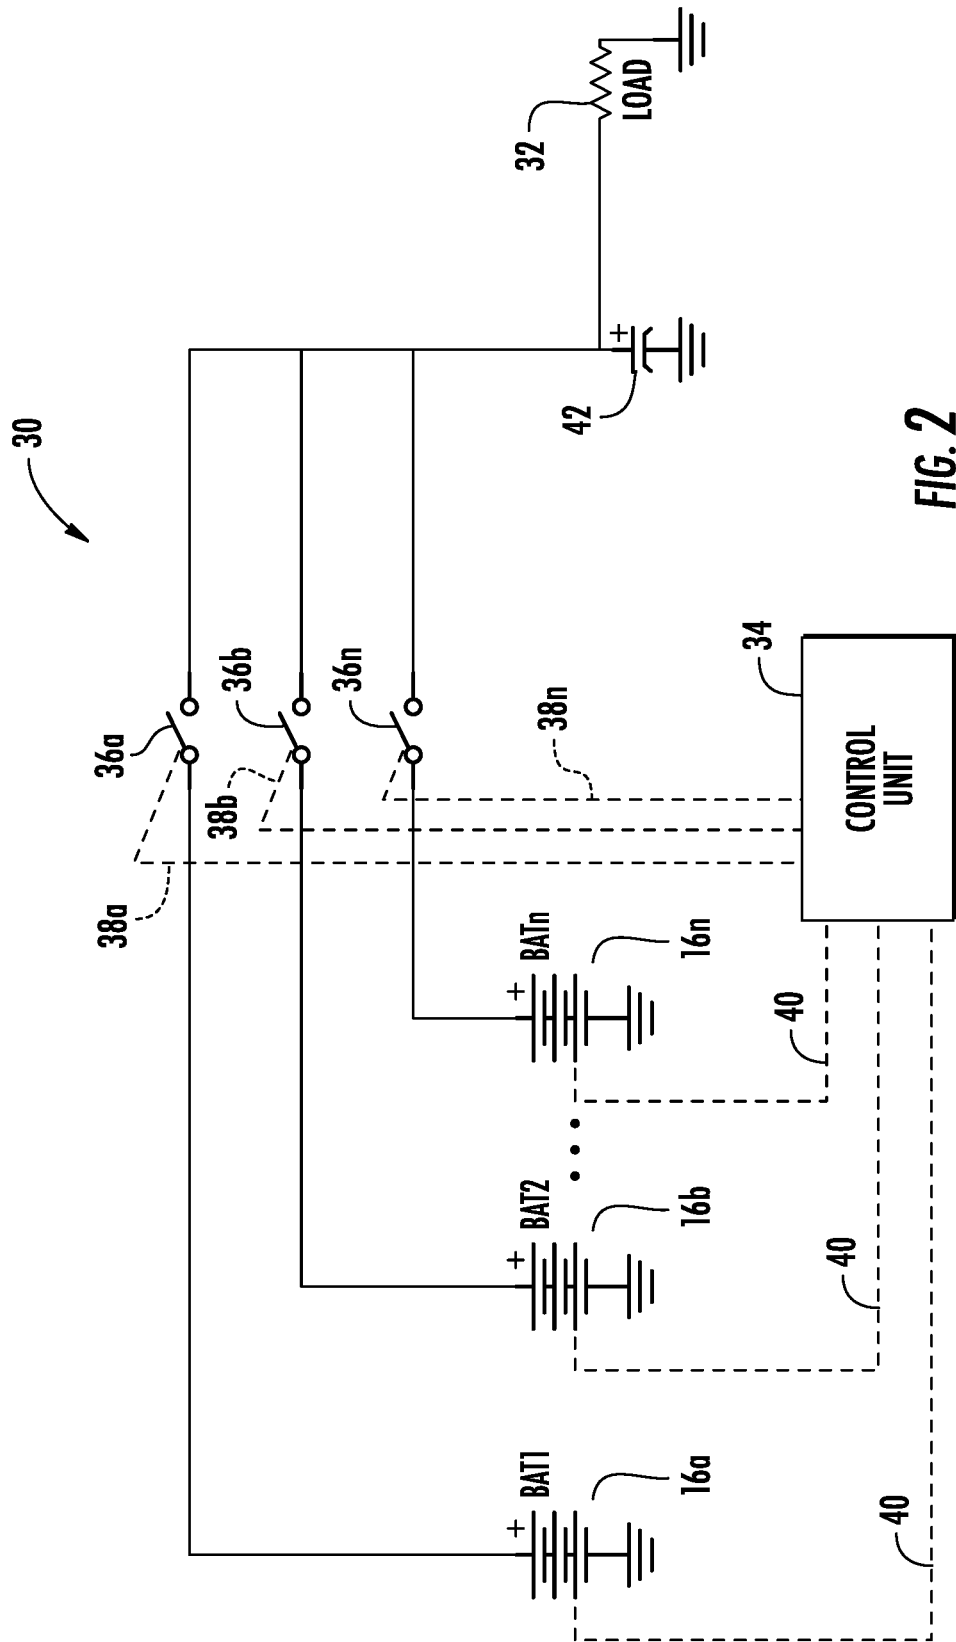 30
36a
38a
36b
38b
36n
38n
32
LOAD
42
+
BAT1
+
16a
BAT2
+
16b
BATn
+
16n
34
CONTROL
UNIT
40
40
40
FIG. 2